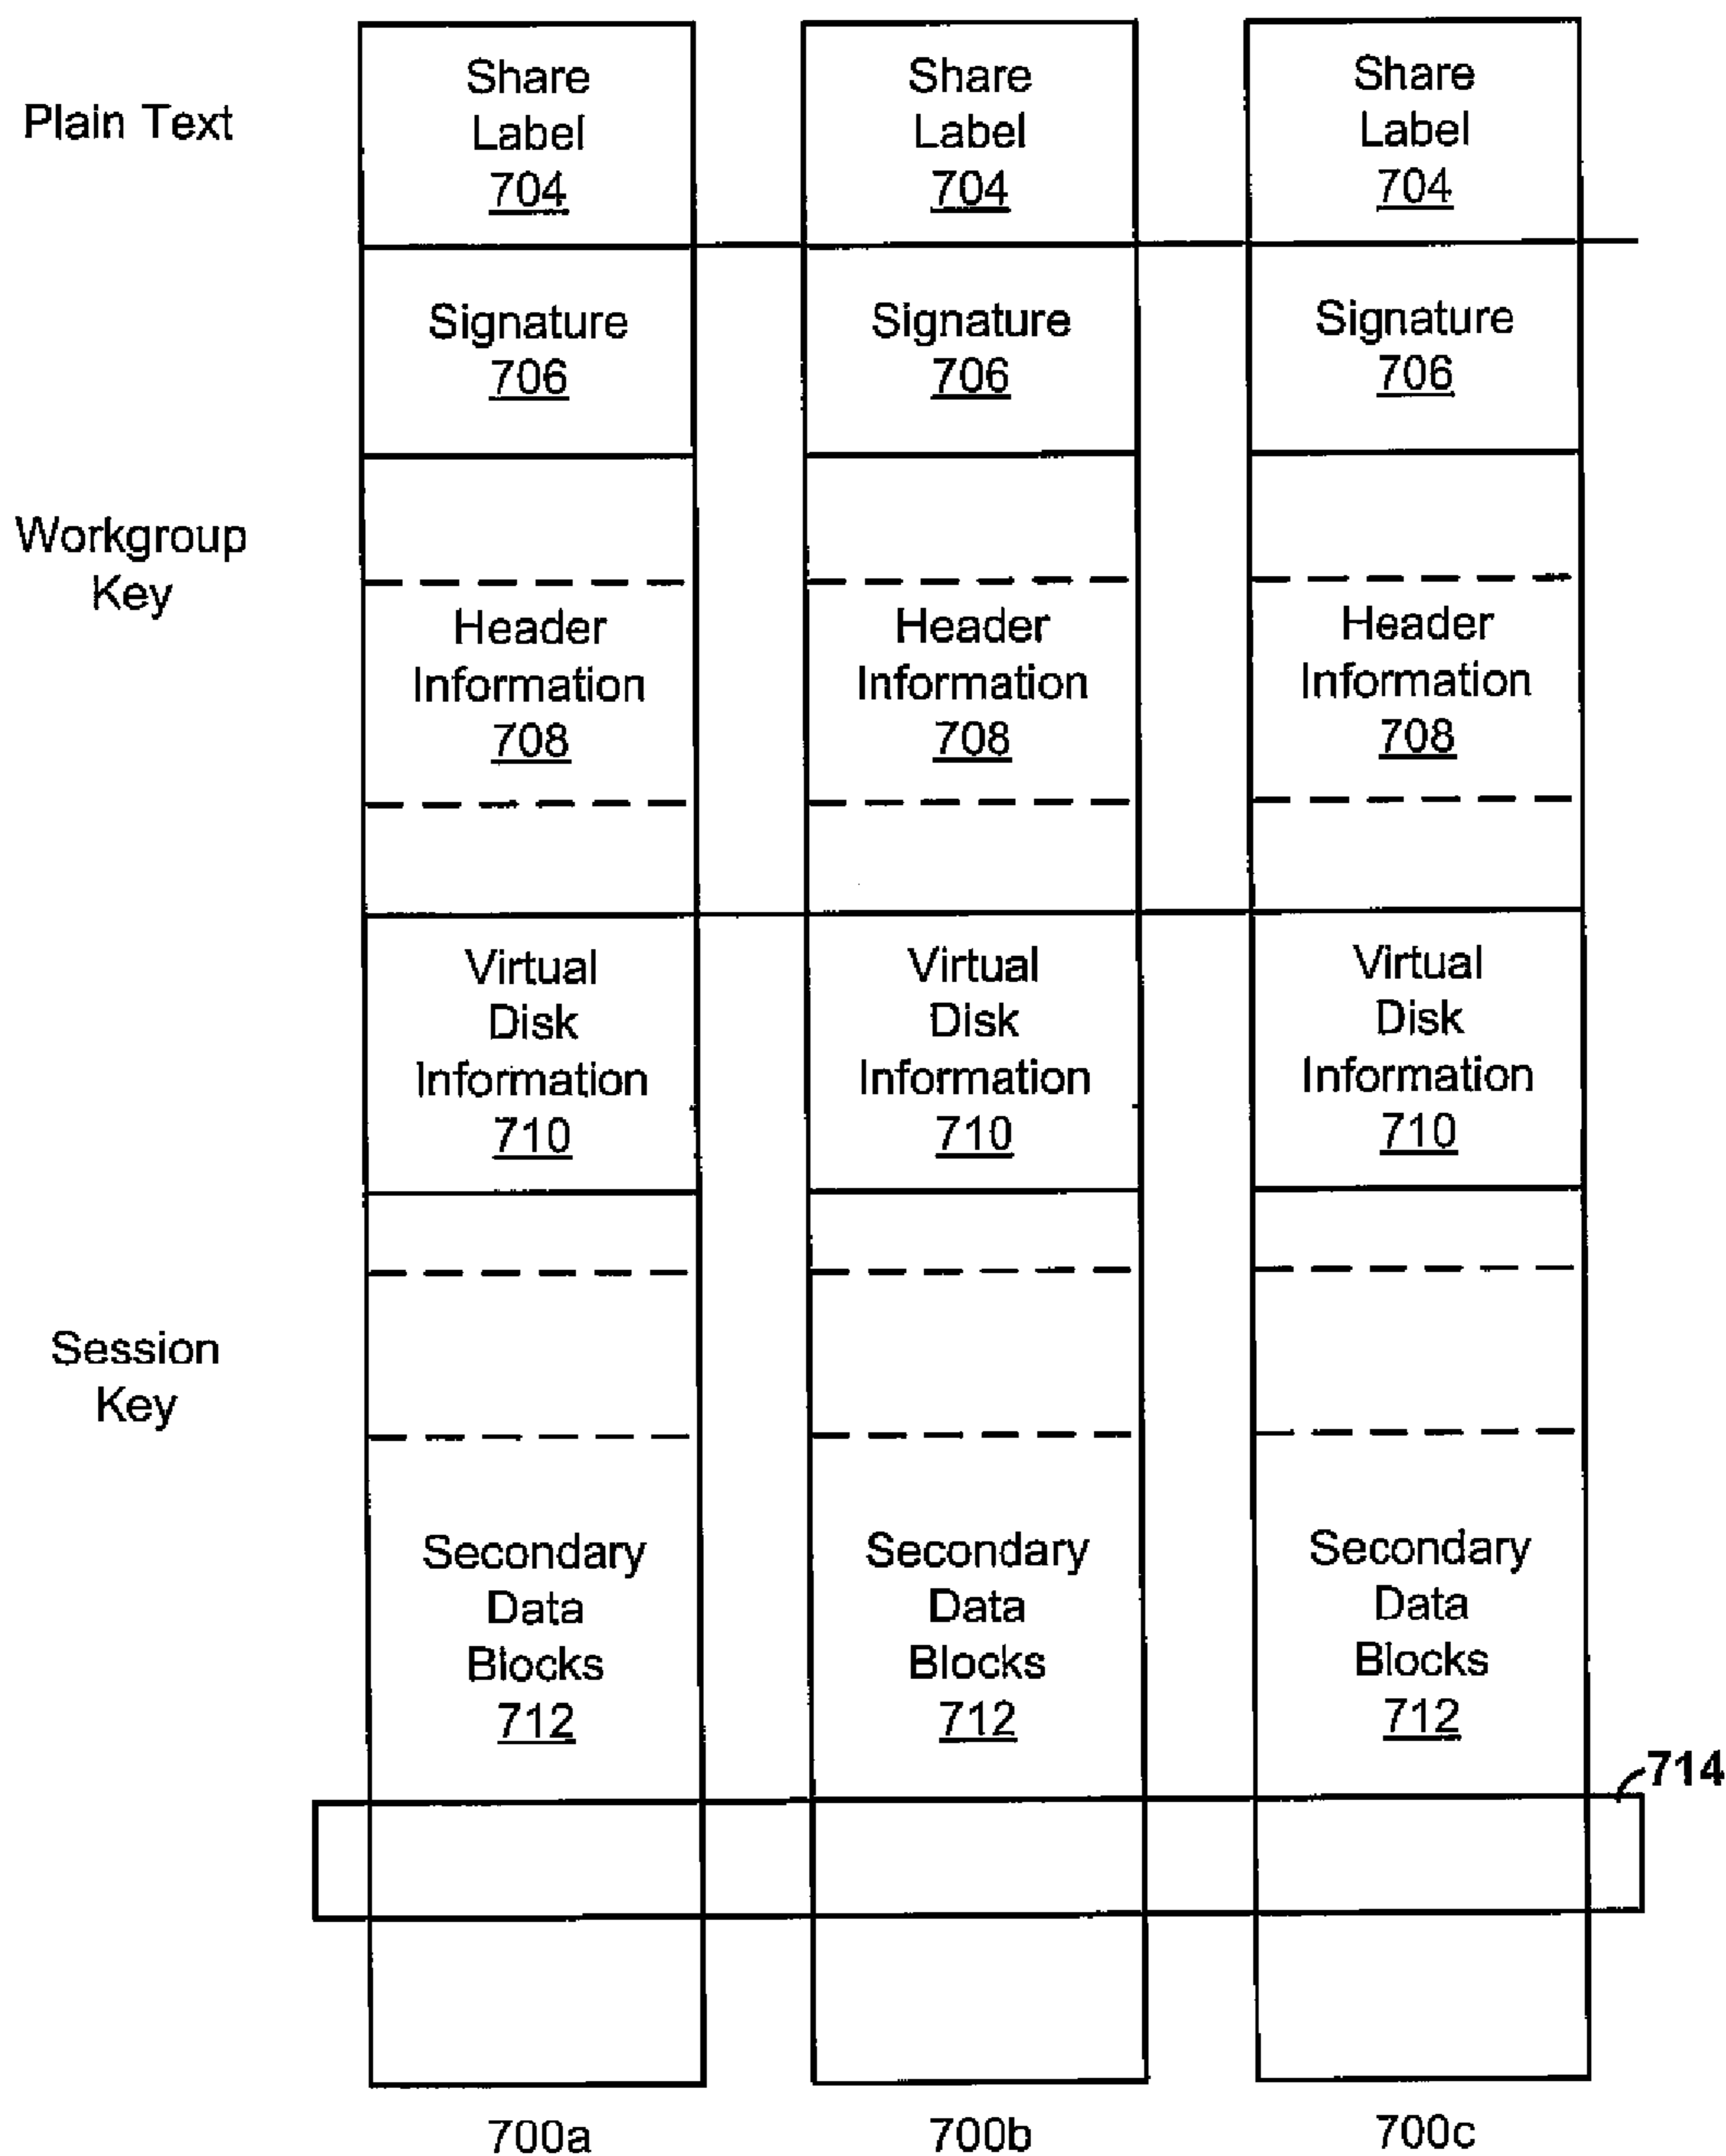 Plain Text
Share
Label
704
Share
Label
704
Share
Label
704
Signature
706
Signature
706
Signature
706
Workgroup
Key
Header
Information
708
Header
Information
708
Header
Information
708
Virtual
Disk
Information
710
Virtual
Disk
Information
710
Virtual
Disk
Information
710
Session
Key
Secondary
Data
Blocks
712
Secondary
Data
Blocks
712
Secondary
Data
Blocks
712
714
700a
700b
700c